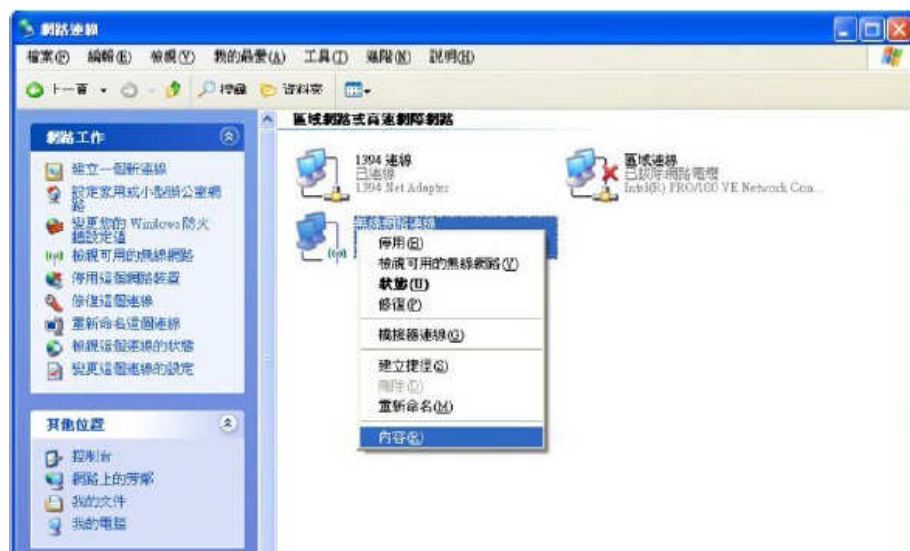 網路連線
檔案(F) 編輯(E) 檢視(V) 我的最愛(A) 工具(T) 進階(N) 說明(H)
上一頁 搜尋 資料夾
網路工作
建立一個新連線
設定家用或小型辦公室網
路
變更您的 Windows 防火
牆設定值
檢視可用的無線網路
停用這個網路裝置
修復這個連線
重新命名這個連線
檢視這個連線的狀態
變更這個連線的設定
其他位置
控制台
網路上的芳鄰
我的文件
我的電腦
區域網路或高速網際網路
1394 連線
已連線
1394 Net Adapter
區域連線
已拔除網路電纜
Intel(R) PRO/100 VE Network Con...
無線網路連線
停用(B)
檢視可用的無線網路(V)
狀態(U)
修復(P)
橋接器連線(G)
建立捷徑(S)
刪除(D)
重新命名(M)
內容(R)